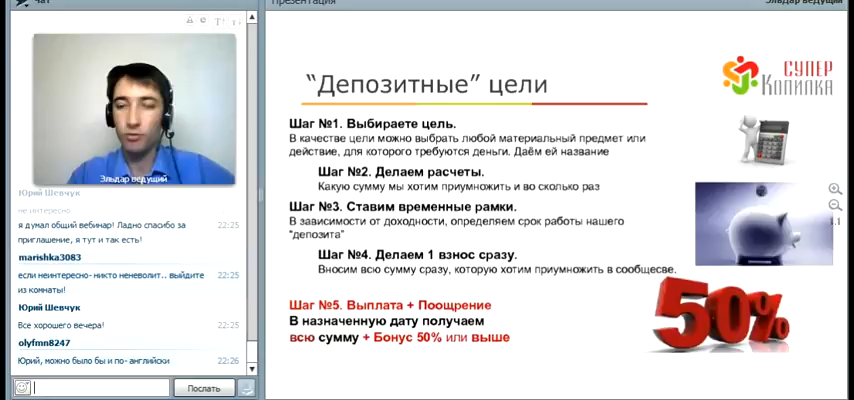 Чат
Презентация
Эльдар ведущий
Эльдар ведущий
Юрий Шевчук
не интересно
я думал общий вебинар! Ладно спасибо за 22:25
приглашение, я тут и так есть!
marishka3083
если неинтересно- никто неневолит.. выйдите 22:25
из комнаты!
Юрий Шевчук
Все хорошего вечера! 22:25
olyfmn8247
Юрий, можно было бы и по- английски 22:26
Послать
“Депозитные” цели
СУПЕР
Копилка
Шаг №1. Выбираете цель.
В качестве цели можно выбрать любой материальный предмет или
действие, для которого требуются деньги. Даём ей название
Шаг №2. Делаем расчеты.
Какую сумму мы хотим приумножить и во сколько раз
Шаг №3. Ставим временные рамки.
В зависимости от доходности, определяем срок работы нашего
"депозита"
Шаг №4. Делаем 1 взнос сразу.
Вносим всю сумму сразу, которую хотим приумножить в сообщесве.
Шаг №5. Выплата + Поощрение
В назначенную дату получаем
всю сумму + Бонус 50% или выше
50%
1:1